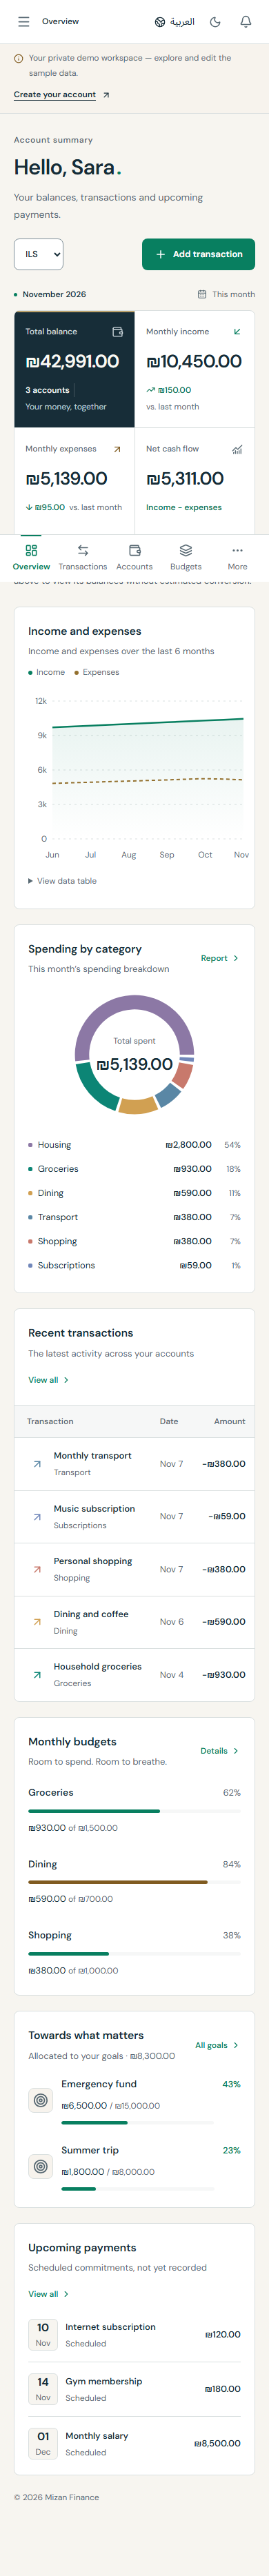 Overview
العربية
Your private demo workspace — explore and edit the
sample data.
Create your account
Account summary
Hello, Sara.
Your balances, transactions and upcoming
payments.
ILS
Add transaction
November 2026
This month
Total balance
₪42,991.00
3 accounts
Your money, together
Monthly income
₪10,450.00
₪150.00
vs. last month
Monthly expenses
₪5,139.00
₪95.00 vs. last month
Net cash flow
₪5,311.00
Income − expenses
Overview
Transactions
Accounts
Budgets
More
above to view its balances without estimated conversion.
Income and expenses
Income and expenses over the last 6 months
Income
Expenses
12k
9k
6k
3k
0
Jun
Jul
Aug
Sep
Oct
Nov
View data table
Spending by category
This month's spending breakdown
Report
Total spent
₪5,139.00
Housing ₪2,800.00 54%
Groceries ₪930.00 18%
Dining ₪590.00 11%
Transport ₪380.00 7%
Shopping ₪380.00 7%
Subscriptions ₪59.00 1%
Recent transactions
The latest activity across your accounts
View all
Transaction Date Amount
Monthly transport
Transport
Nov 7
-₪380.00
Music subscription
Subscriptions
Nov 7
-₪59.00
Personal shopping
Shopping
Nov 7
-₪380.00
Dining and coffee
Dining
Nov 6
-₪590.00
Household groceries
Groceries
Nov 4
-₪930.00
Monthly budgets
Room to spend. Room to breathe.
Details
Groceries 62%
₪930.00 of ₪1,500.00
Dining 84%
₪590.00 of ₪700.00
Shopping 38%
₪380.00 of ₪1,000.00
Towards what matters
Allocated to your goals · ₪8,300.00
All goals
Emergency fund 43%
₪6,500.00 / ₪15,000.00
Summer trip 23%
₪1,800.00 / ₪8,000.00
Upcoming payments
Scheduled commitments, not yet recorded
View all
10
Nov
Internet subscription
Scheduled
₪120.00
14
Nov
Gym membership
Scheduled
₪180.00
01
Dec
Monthly salary
Scheduled
₪8,500.00
© 2026 Mizan Finance